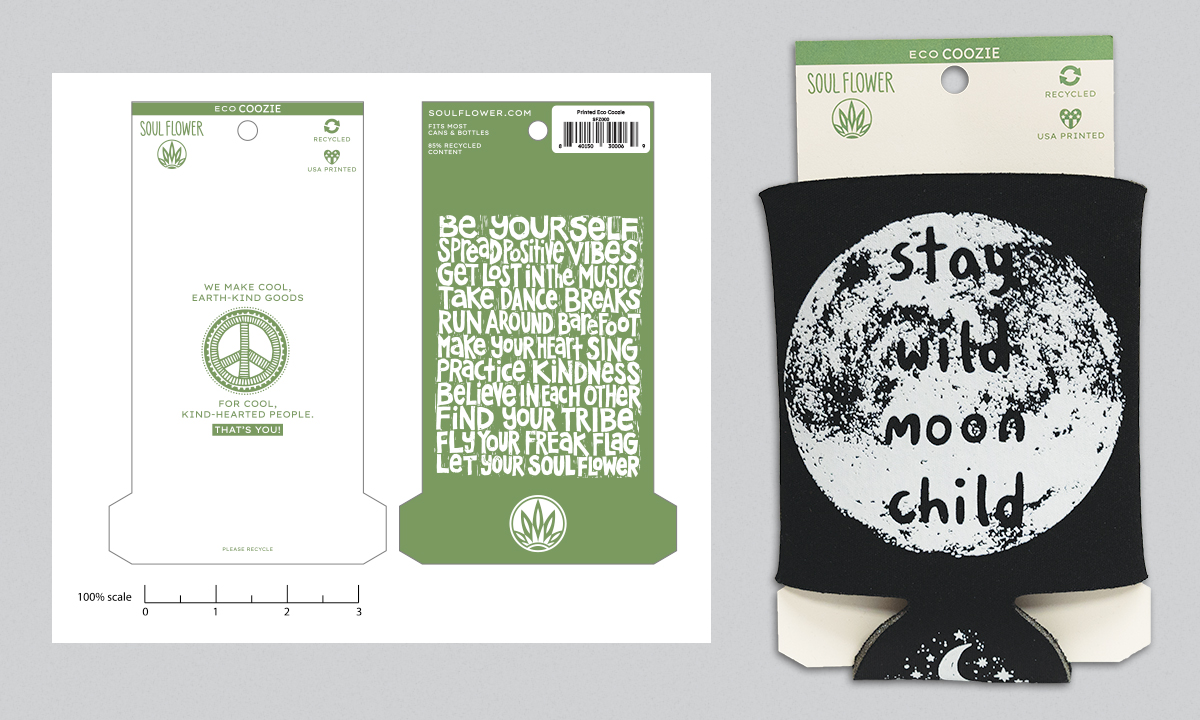 ECO COOZIE
SOUL FLOWER
RECYCLED
USA PRINTED
WE MAKE COOL,
EARTH-KIND GOODS
FOR COOL,
KIND-HEARTED PEOPLE.
THAT'S YOU!
PLEASE RECYCLE
100% scale
0 1 2 3
SOULFLOWER.COM
FITS MOST
CANS & BOTTLES
85% RECYCLED
CONTENT
Printed Eco Coozie
SFZ000
8 40150 30006 9
Be YOURSELF
SpreaD Positive VIBES
GET LOST iN The MUSIC
Take DANCE BReaKS
RUN AROUND BareFooT
Make your HEArt SING
Practice KiNDNESS
Believe IN EacH OTHER
FiND YOUR TRIBE
FLY YOUR FREAK FLAG
LeT your SOUL FloweR
ECO COOZIE
SOUL FLOWER
RECYCLED
USA PRINTED
stay
wild
moon
child